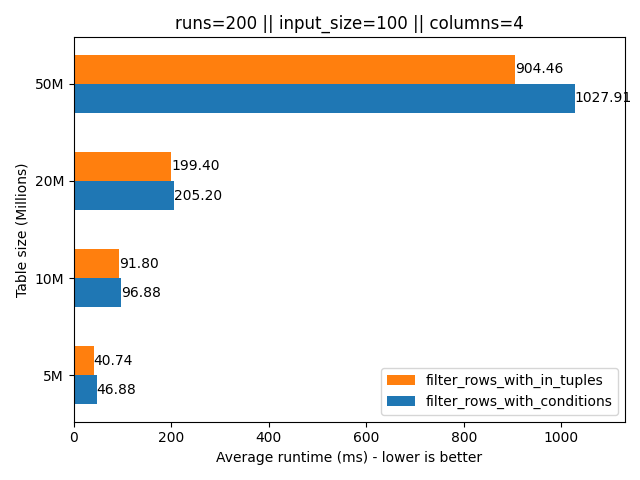 runs=200 || input_size=100 || columns=4
Table size (Millions)
50M
904.46
1027.91
20M
199.40
205.20
10M
91.80
96.88
5M
40.74
46.88
filter_rows_with_in_tuples
filter_rows_with_conditions
0 200 400 600 800 1000
Average runtime (ms) - lower is better